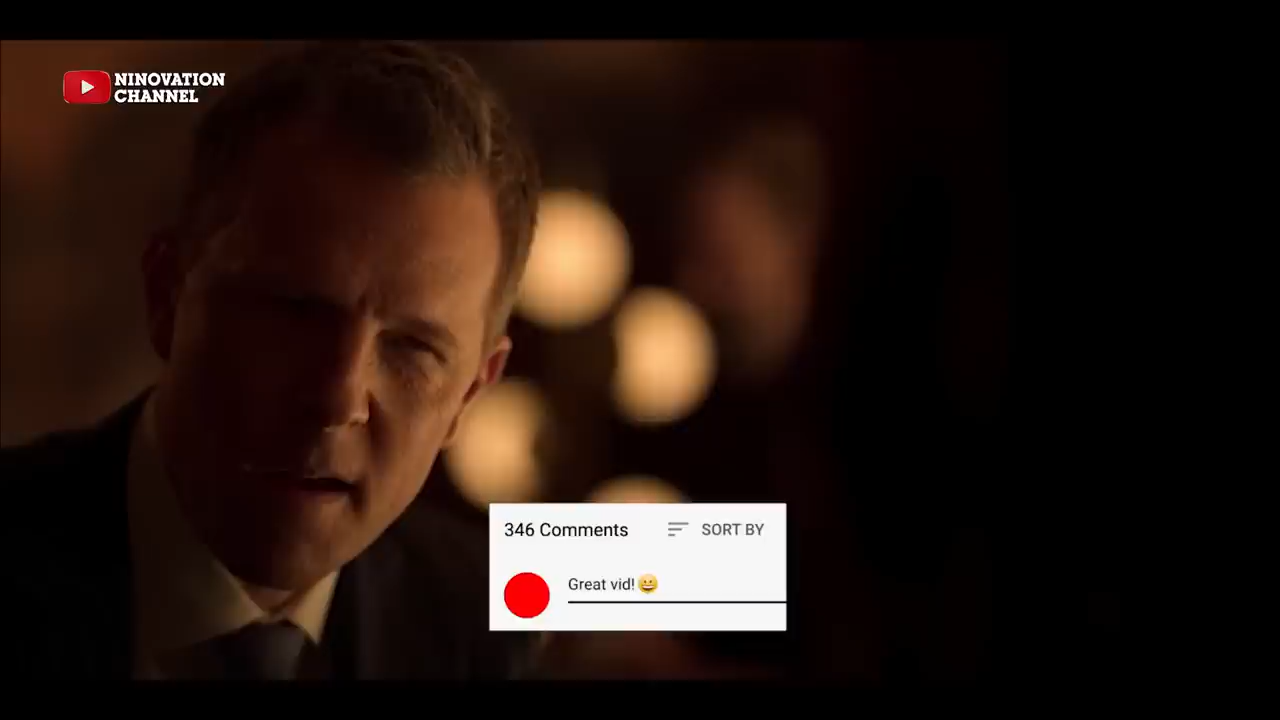 NINOVATION
CHANNEL
346 Comments
SORT BY
Great vid!😀